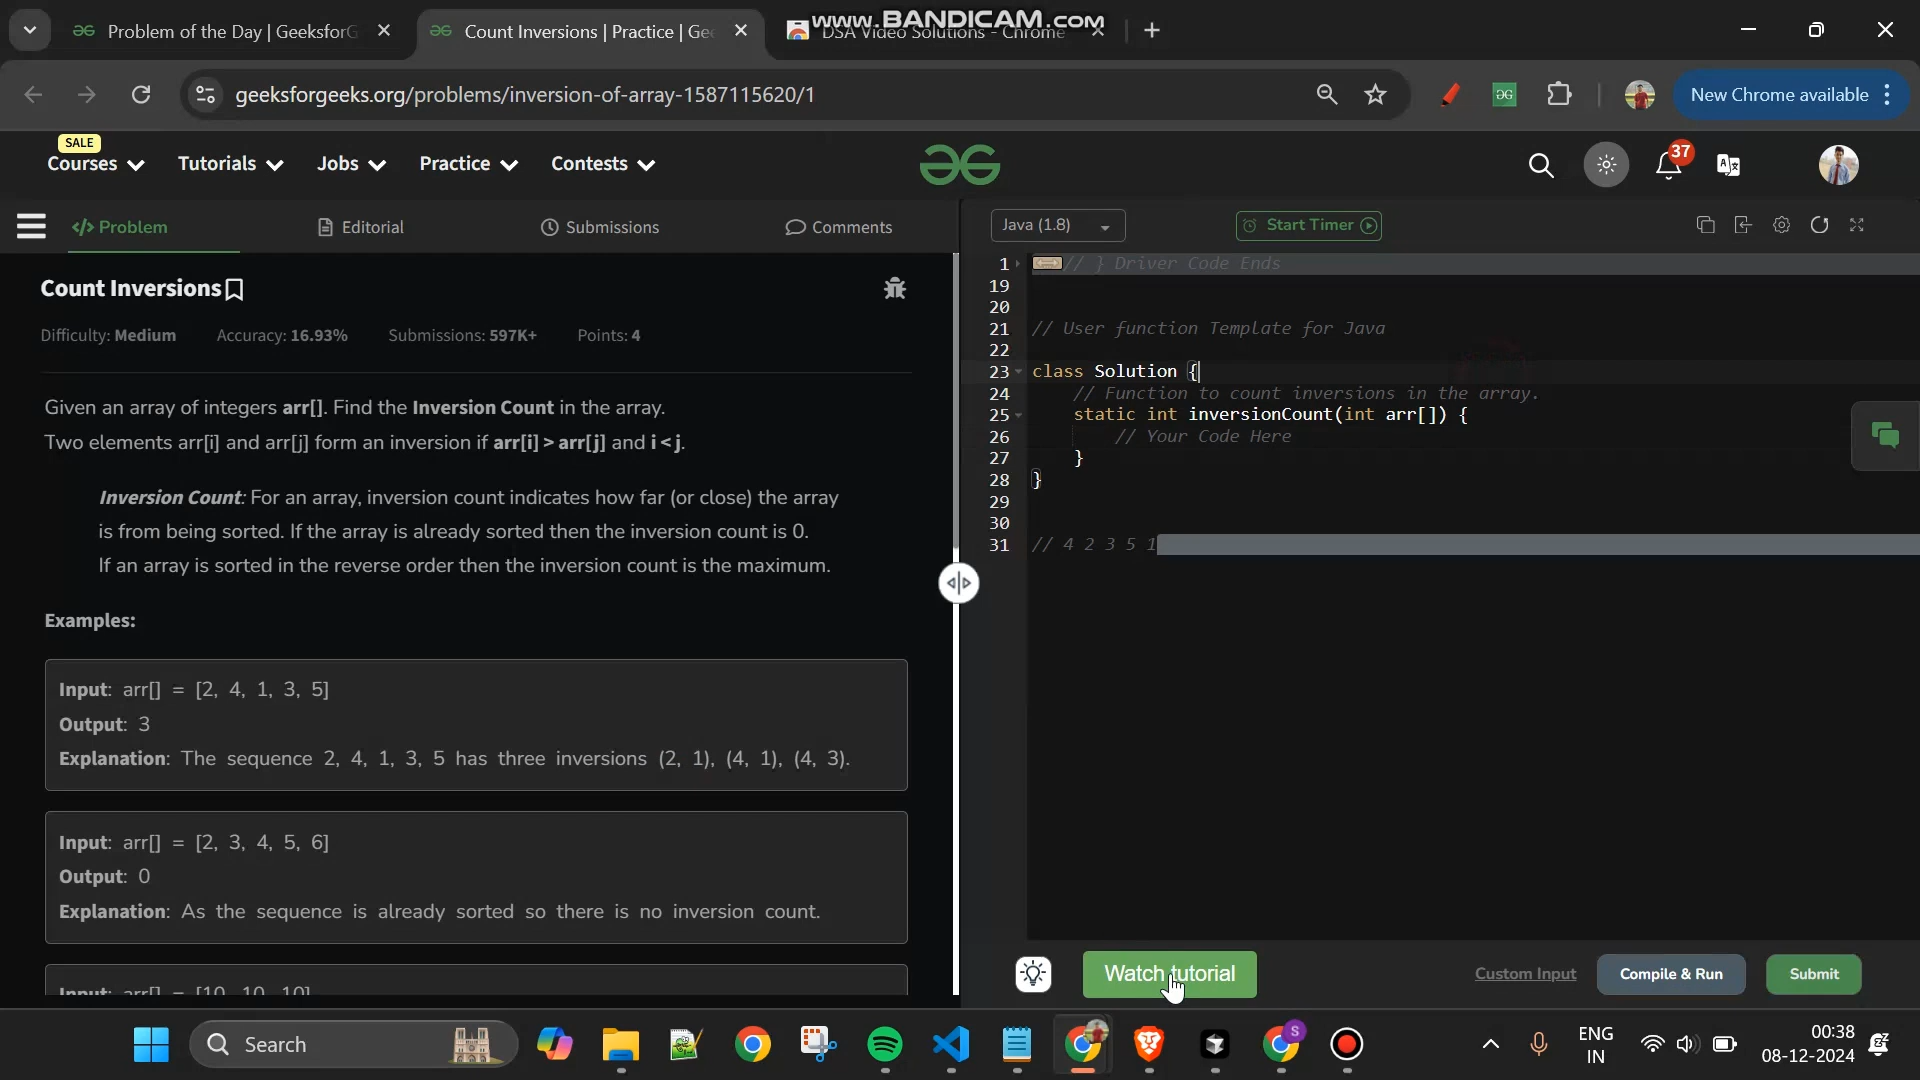 Problem of the Day | GeeksforG
Count Inversions | Practice | Ge
DSA Video Solutions - Chrome
www.BANDICAM.com
geeksforgeeks.org/problems/inversion-of-array-1587115620/1
New Chrome available
SALE
Courses
Tutorials
Jobs
Practice
Contests
37
</> Problem
Editorial
Submissions
Comments
Java (1.8)
Start Timer
Count Inversions
Difficulty: Medium Accuracy: 16.93% Submissions: 597K+ Points: 4
Given an array of integers arr[]. Find the Inversion Count in the array.
Two elements arr[i] and arr[j] form an inversion if arr[i] > arr[j] and i < j.
Inversion Count: For an array, inversion count indicates how far (or close) the array
is from being sorted. If the array is already sorted then the inversion count is 0.
If an array is sorted in the reverse order then the inversion count is the maximum.
Examples:
Input: arr[] = [2, 4, 1, 3, 5]
Output: 3
Explanation: The sequence 2, 4, 1, 3, 5 has three inversions (2, 1), (4, 1), (4, 3).
Input: arr[] = [2, 3, 4, 5, 6]
Output: 0
Explanation: As the sequence is already sorted so there is no inversion count.
Input: arr[] = [10, 10, 10]
1 // } Driver Code Ends
19
20
21 // User function Template for Java
22
23 class Solution {
24 // Function to count inversions in the array.
25 static int inversionCount(int arr[]) {
26 // Your Code Here
27 }
28 }
29
30
31 // 4 2 3 5 1
Watch tutorial
Custom Input
Compile & Run
Submit
Search
S
ENG
IN
00:38
08-12-2024